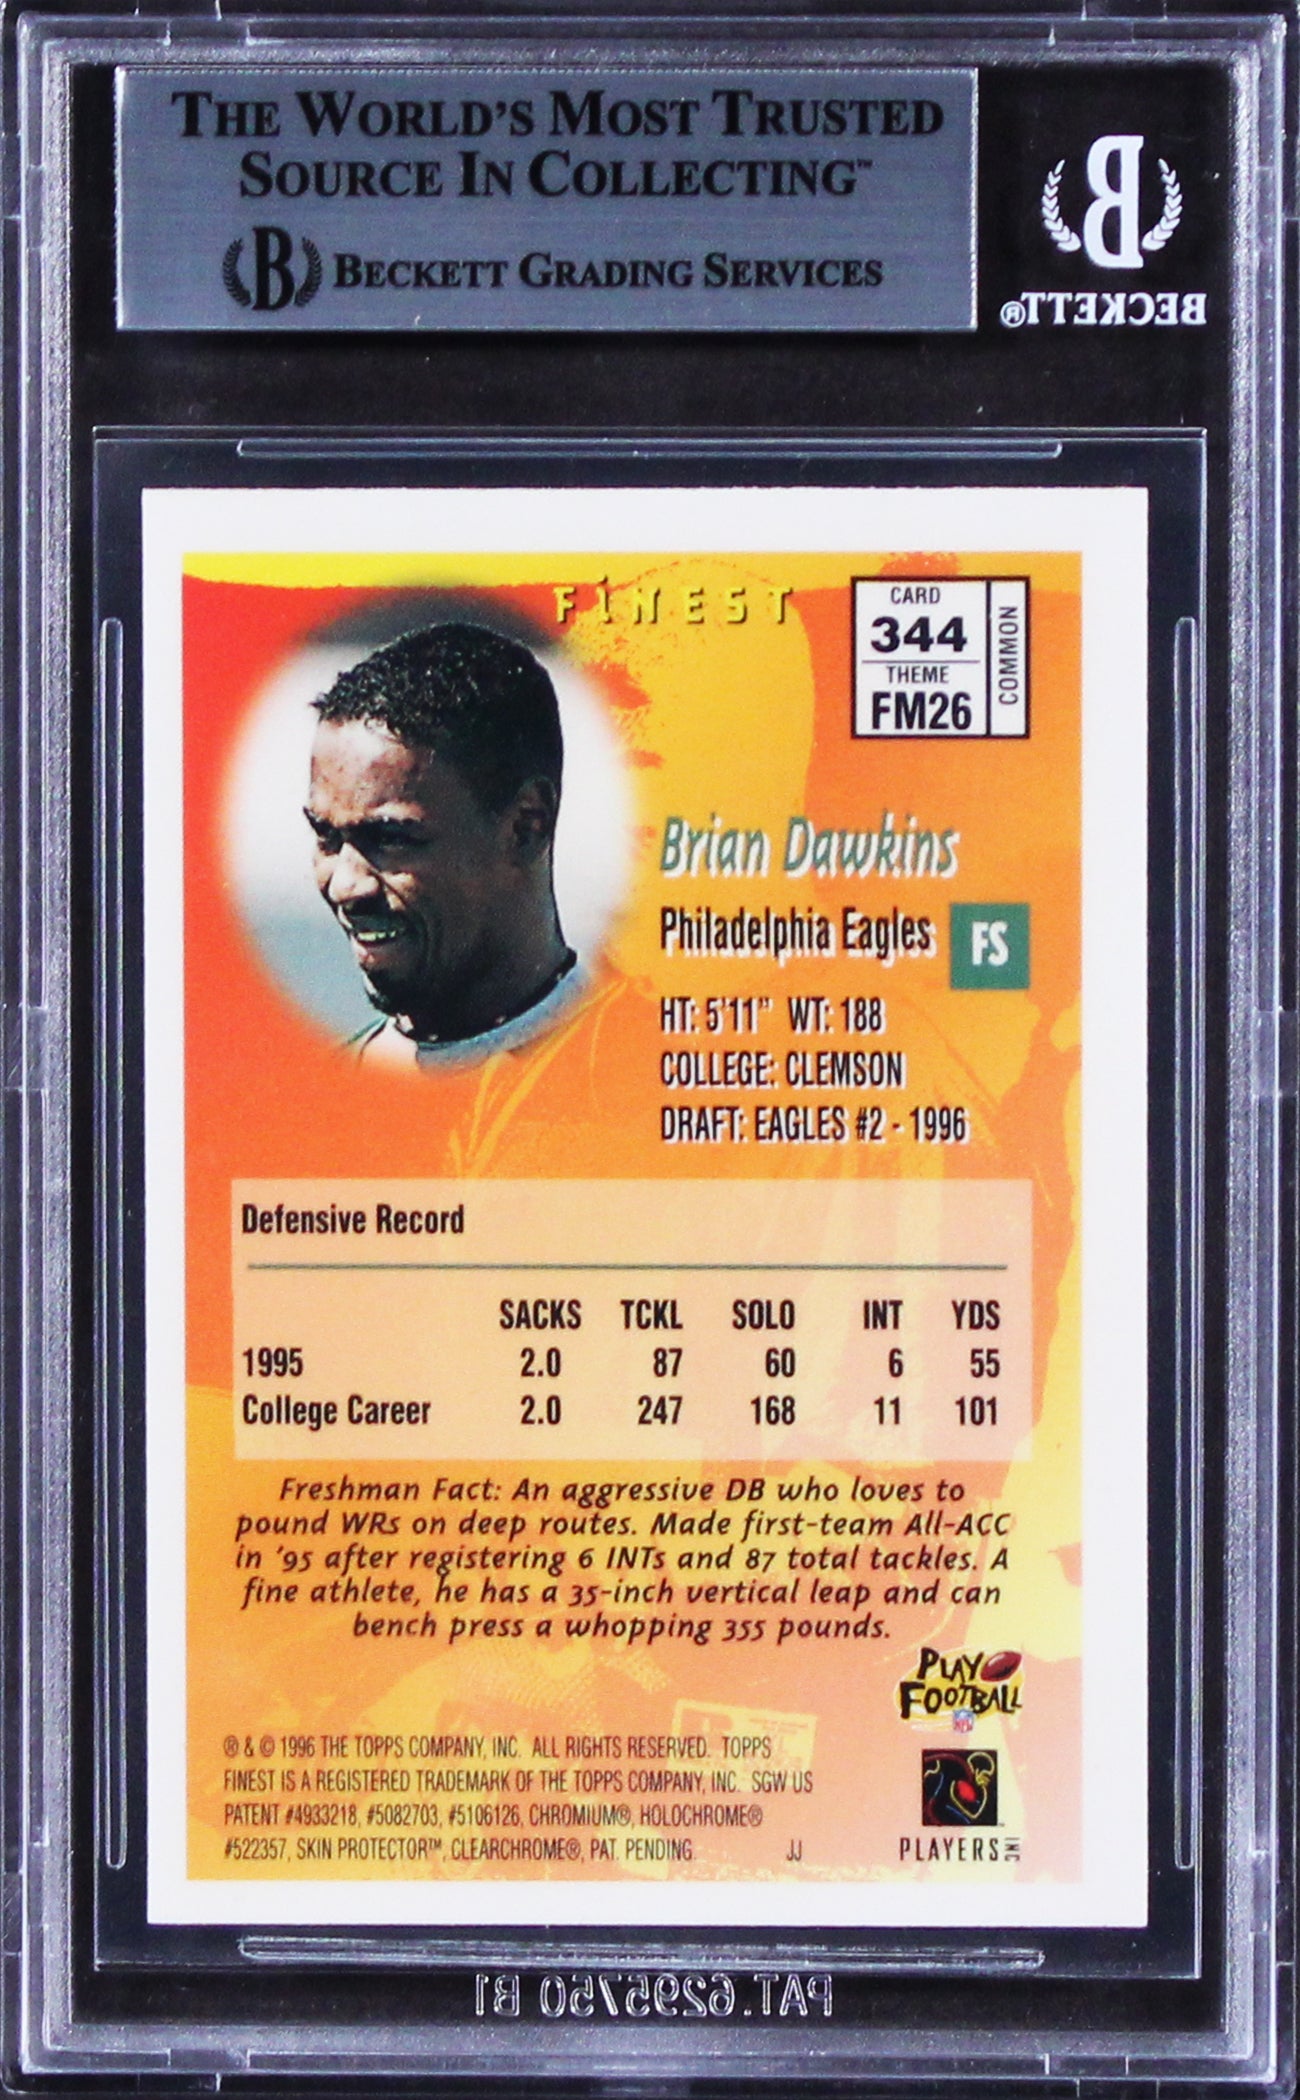 THE WORLD'S MOST TRUSTED
SOURCE IN COLLECTING™
B BECKETT GRADING SERVICES
B
BECKETT®
FINEST
CARD
344
THEME
FM26
COMMON
Brian Dawkins
Philadelphia Eagles FS
HT: 5'11" WT: 188
COLLEGE: CLEMSON
DRAFT: EAGLES #2 - 1996
Defensive Record
SACKS TCKL SOLO INT YDS
1995 2.0 87 60 6 55
College Career 2.0 247 168 11 101
Freshman Fact: An aggressive DB who loves to
pound WRs on deep routes. Made first-team All-ACC
in '95 after registering 6 INTs and 87 total tackles. A
fine athlete, he has a 35-inch vertical leap and can
bench press a whopping 355 pounds.
PLAY
FOOTBALL
NFL
® & © 1996 THE TOPPS COMPANY, INC. ALL RIGHTS RESERVED. TOPPS
FINEST IS A REGISTERED TRADEMARK OF THE TOPPS COMPANY, INC. SGW US
PATENT #4933218, #5082703, #5106126, CHROMIUM®, HOLOCHROME®
#522357, SKIN PROTECTOR™, CLEARCHROME®, PAT. PENDING. JJ
PLAYERS INC
PAT. 6295750 B1